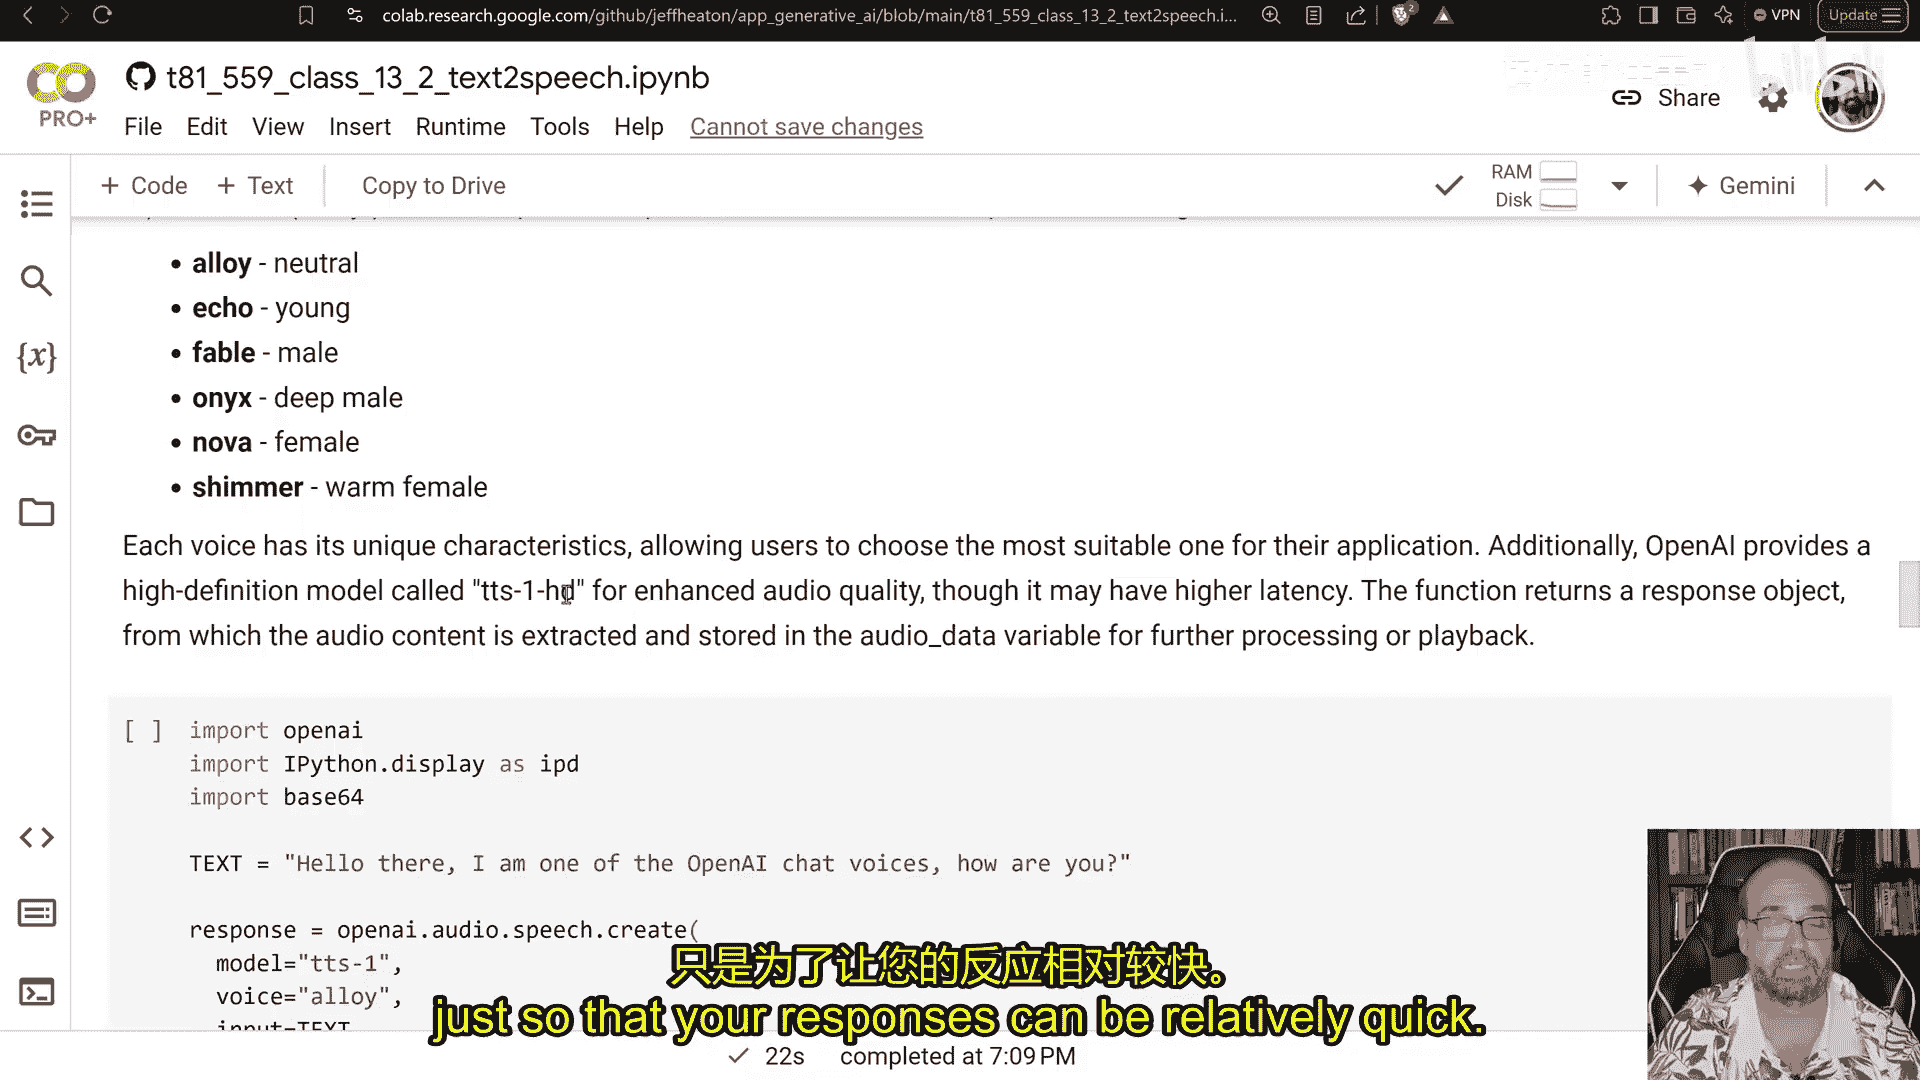 colab.research.google.com/github/jeffheaton/app_generative_ai/blob/main/t81_559_class_13_2_text2speech.i...
2
VPN
Update
t81_559_class_13_2_text2speech.ipynb
PRO+
File Edit View Insert Runtime Tools Help Cannot save changes
Share
+ Code + Text Copy to Drive
RAM
Disk
Gemini
• alloy - neutral
• echo - young
• fable - male
• onyx - deep male
• nova - female
• shimmer - warm female
Each voice has its unique characteristics, allowing users to choose the most suitable one for their application. Additionally, OpenAI provides a
high-definition model called "tts-1-hd" for enhanced audio quality, though it may have higher latency. The function returns a response object,
from which the audio content is extracted and stored in the audio_data variable for further processing or playback.
[ ] import openai
import IPython.display as ipd
import base64
TEXT = "Hello there, I am one of the OpenAI chat voices, how are you?"
response = openai.audio.speech.create(
model="tts-1",
voice="alloy",
input=TEXT
只是为了让您的反应相对较快。
just so that your responses can be relatively quick.
22s completed at 7:09 PM